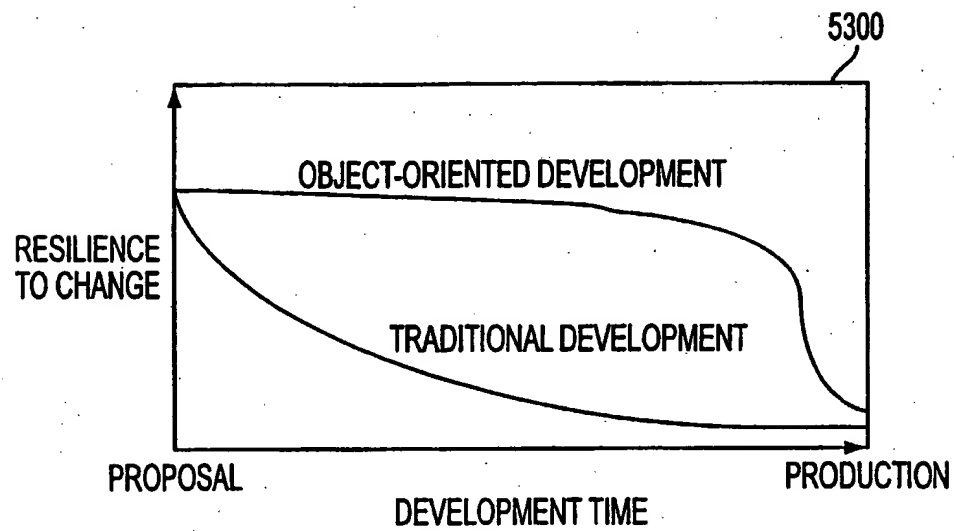 5300
OBJECT-ORIENTED DEVELOPMENT
RESILIENCE
TO CHANGE
TRADITIONAL DEVELOPMENT
PROPOSAL
PRODUCTION
DEVELOPMENT TIME